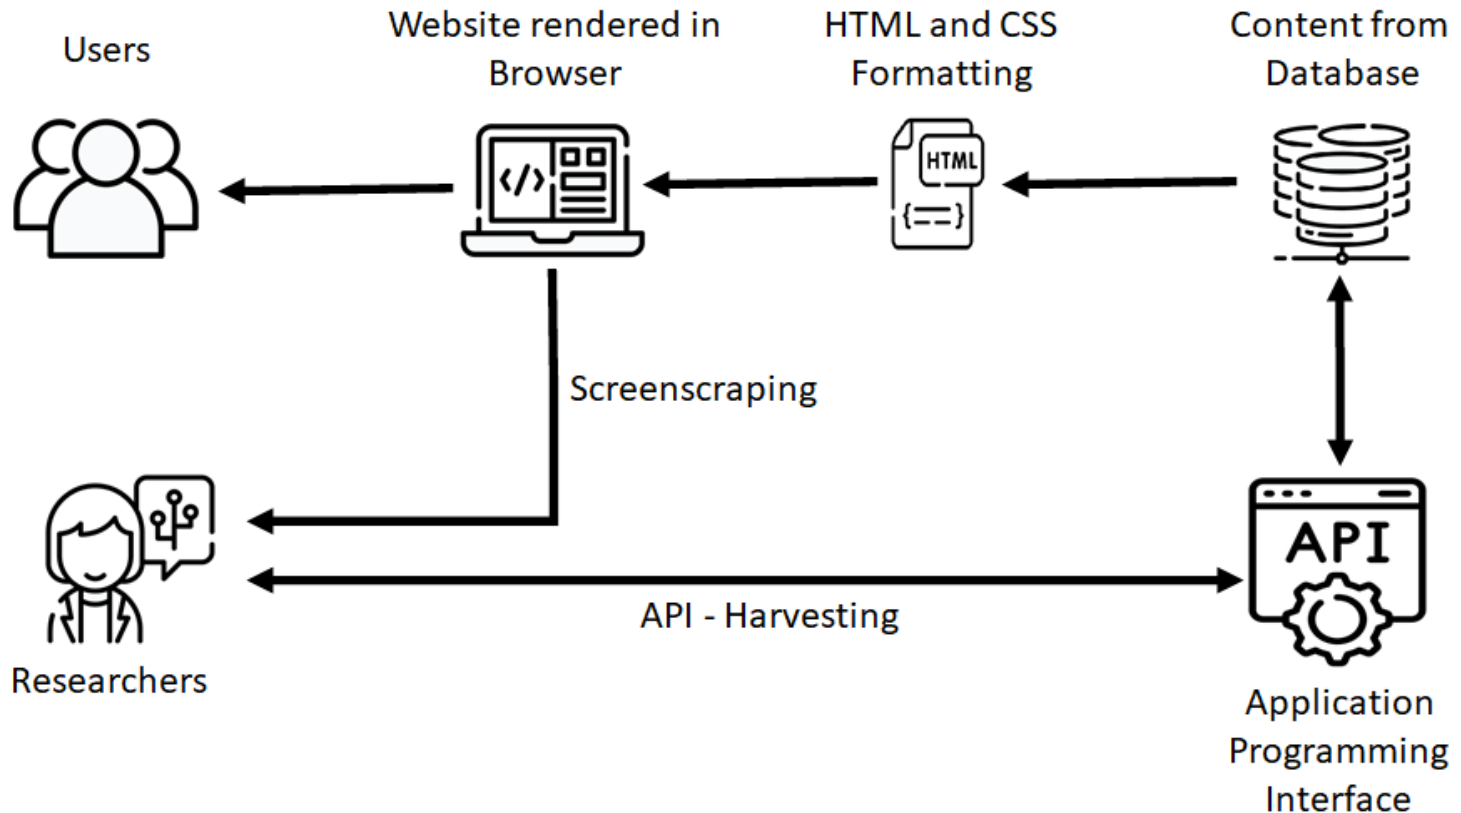 Users
Website rendered in
Browser
HTML and CSS
Formatting
Content from
Database
</>
HTML
{==}
Screenscraping
API
API - Harvesting
Researchers
Application
Programming
Interface